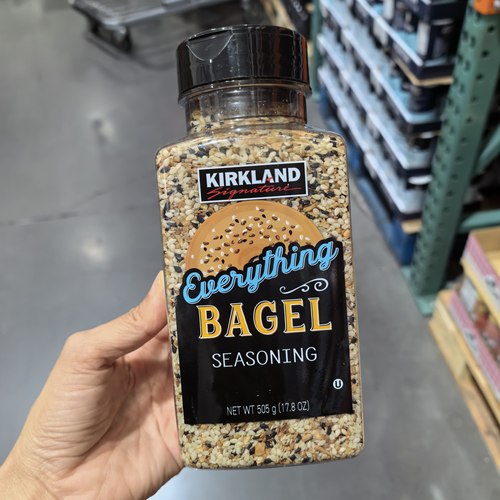 KIRKLAND
Signature
Everything
BAGEL
SEASONING
U
NET WT 505 g (17.8 OZ)